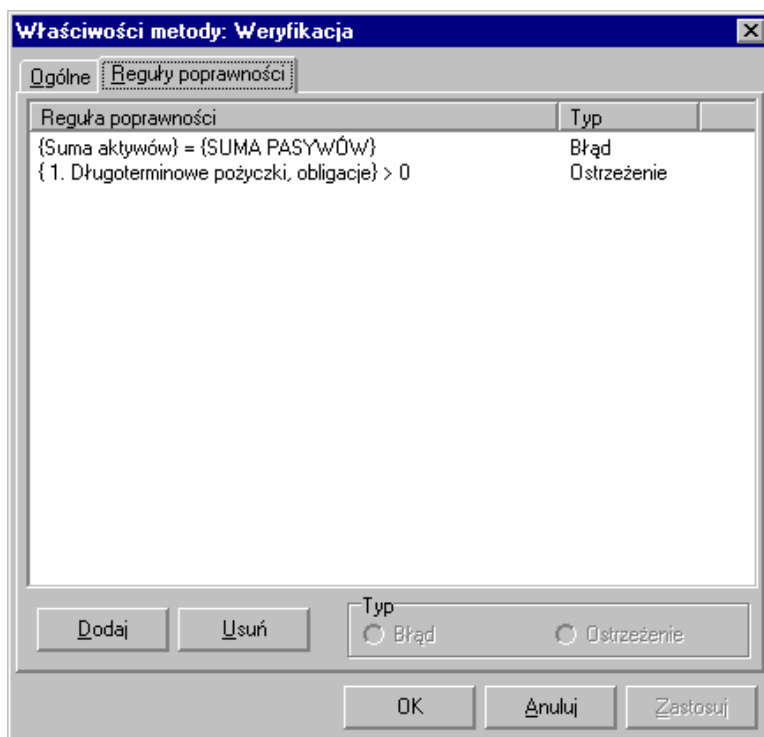 Właściwości metody: Weryfikacja
Ogólne Reguły poprawności
Reguła poprawności Typ
{Suma aktywów} = {SUMA PASYWÓW} Błąd
{ 1. Długoterminowe pożyczki, obligacje} > 0 Ostrzeżenie
Typ
Dodaj Usuń Błąd Ostrzeżenie
OK Anuluj Zastosuj